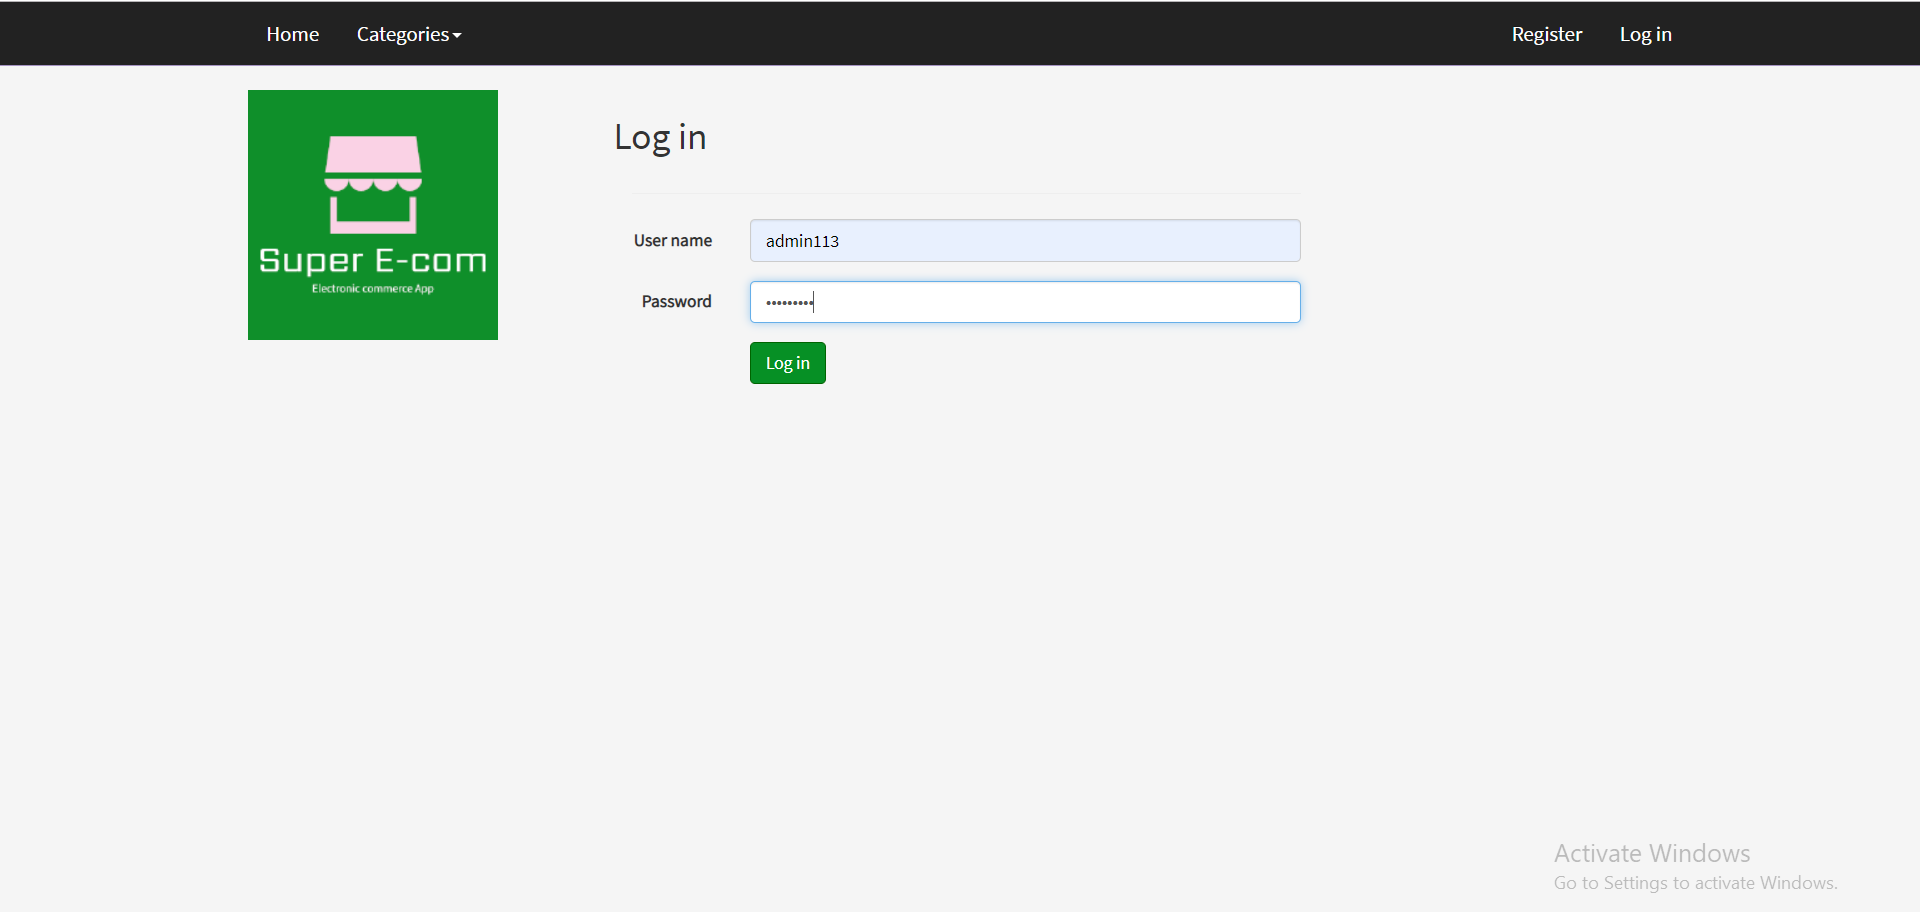 Home Categories Register Log in
Super E-com
Electronic commerce App
Log in
User name admin113
Password •••••••••
Log in
Activate Windows
Go to Settings to activate Windows.